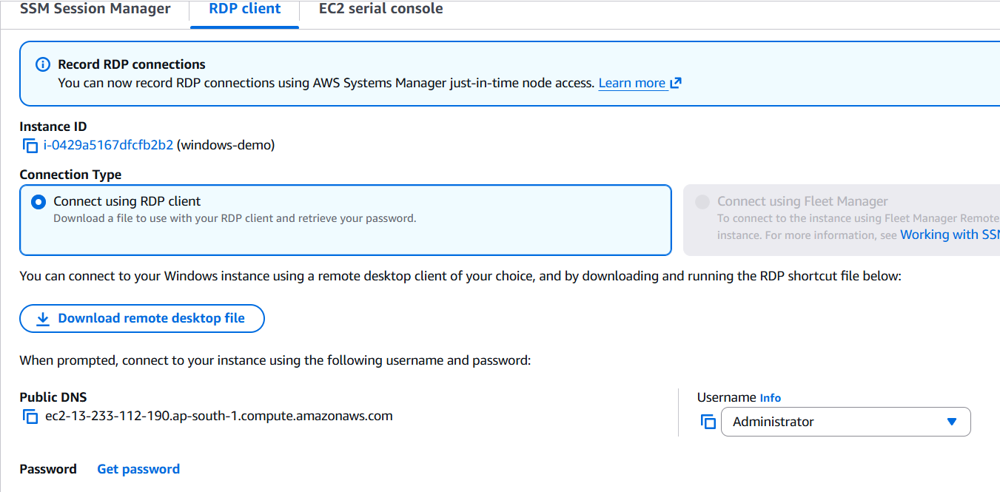 SSM Session Manager
RDP client
EC2 serial console
Record RDP connections
You can now record RDP connections using AWS Systems Manager just-in-time node access. Learn more
Instance ID
i-0429a5167dfcfb2b2 (windows-demo)
Connection Type
Connect using RDP client
Download a file to use with your RDP client and retrieve your password.
Connect using Fleet Manager
To connect to the instance using Fleet Manager Remote
instance. For more information, see Working with SSM
You can connect to your Windows instance using a remote desktop client of your choice, and by downloading and running the RDP shortcut file below:
Download remote desktop file
When prompted, connect to your instance using the following username and password:
Public DNS
ec2-13-233-112-190.ap-south-1.compute.amazonaws.com
Username Info
Administrator
Password Get password